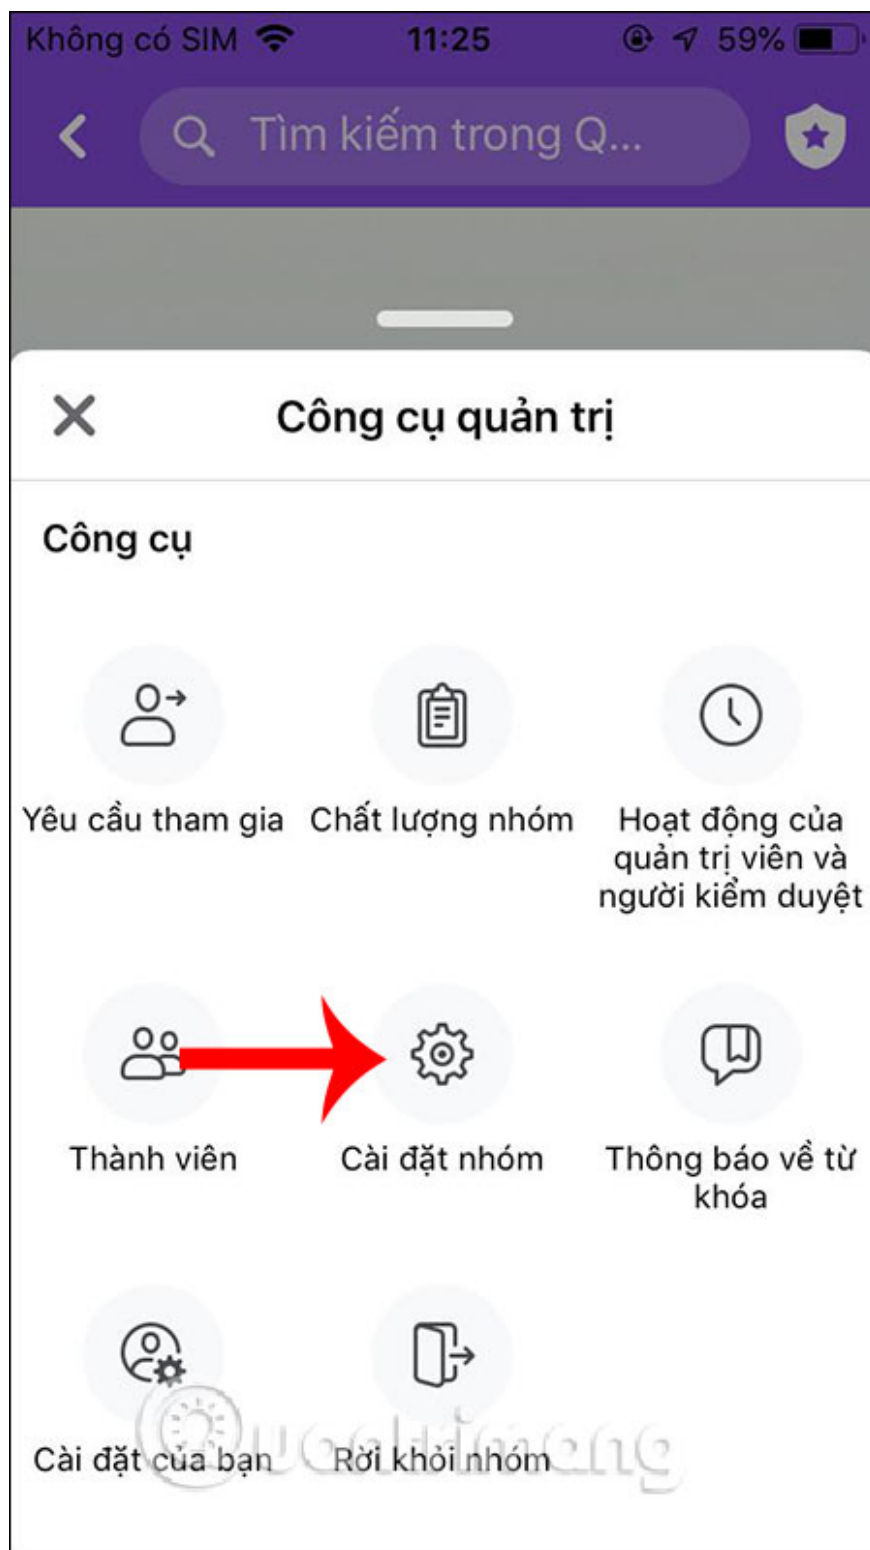 Không có SIM 11:25 59%
Tìm kiếm trong Q...
Công cụ quản trị
Công cụ
Yêu cầu tham gia Chất lượng nhóm Hoạt động của
quản trị viên và
người kiểm duyệt
Thành viên Cài đặt nhóm Thông báo về từ
khóa
Cài đặt của bạn Rời khỏi nhóm
Quantrimang